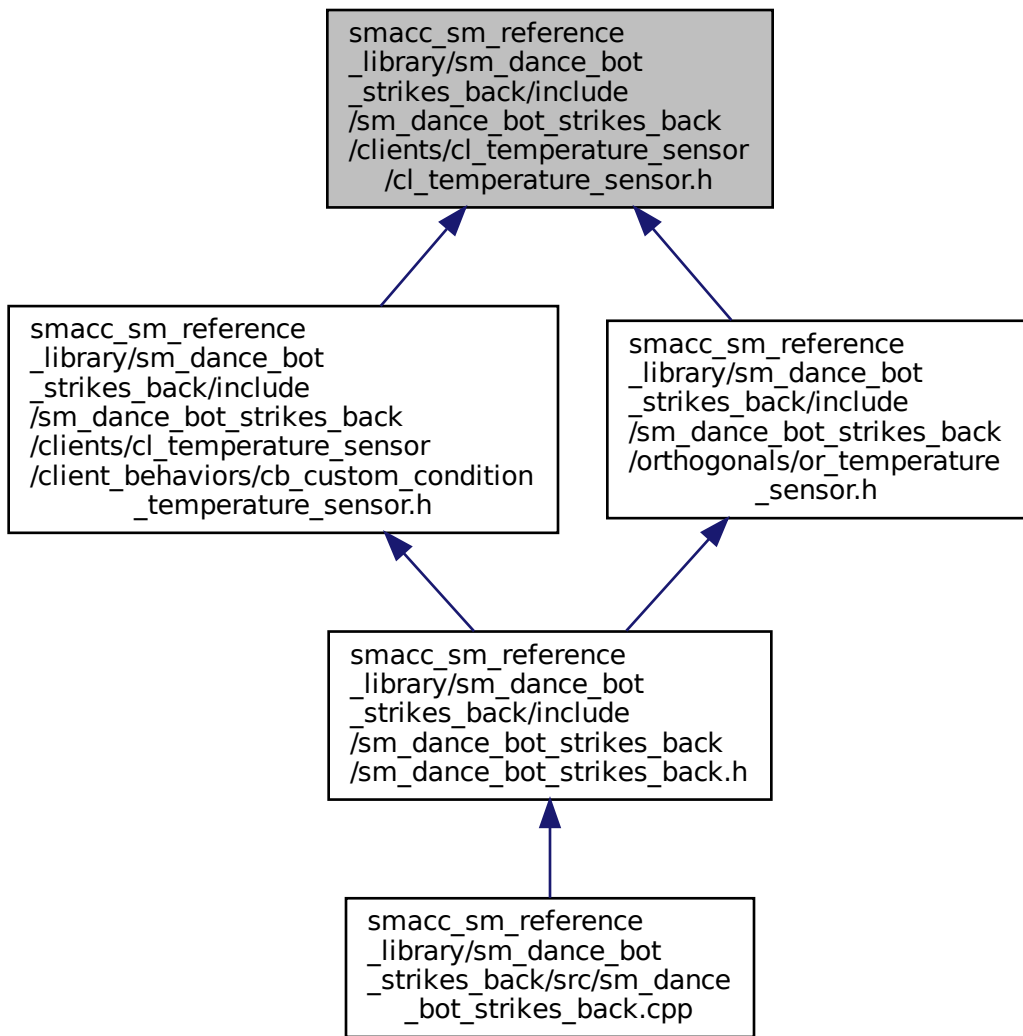 smacc_sm_reference
_library/sm_dance_bot
_strikes_back/include
/sm_dance_bot_strikes_back
/clients/cl_temperature_sensor
/cl_temperature_sensor.h
smacc_sm_reference
_library/sm_dance_bot
_strikes_back/include
/sm_dance_bot_strikes_back
/clients/cl_temperature_sensor
/client_behaviors/cb_custom_condition
_temperature_sensor.h
smacc_sm_reference
_library/sm_dance_bot
_strikes_back/include
/sm_dance_bot_strikes_back
/orthogonals/or_temperature
_sensor.h
smacc_sm_reference
_library/sm_dance_bot
_strikes_back/include
/sm_dance_bot_strikes_back
/sm_dance_bot_strikes_back.h
smacc_sm_reference
_library/sm_dance_bot
_strikes_back/src/sm_dance
_bot_strikes_back.cpp